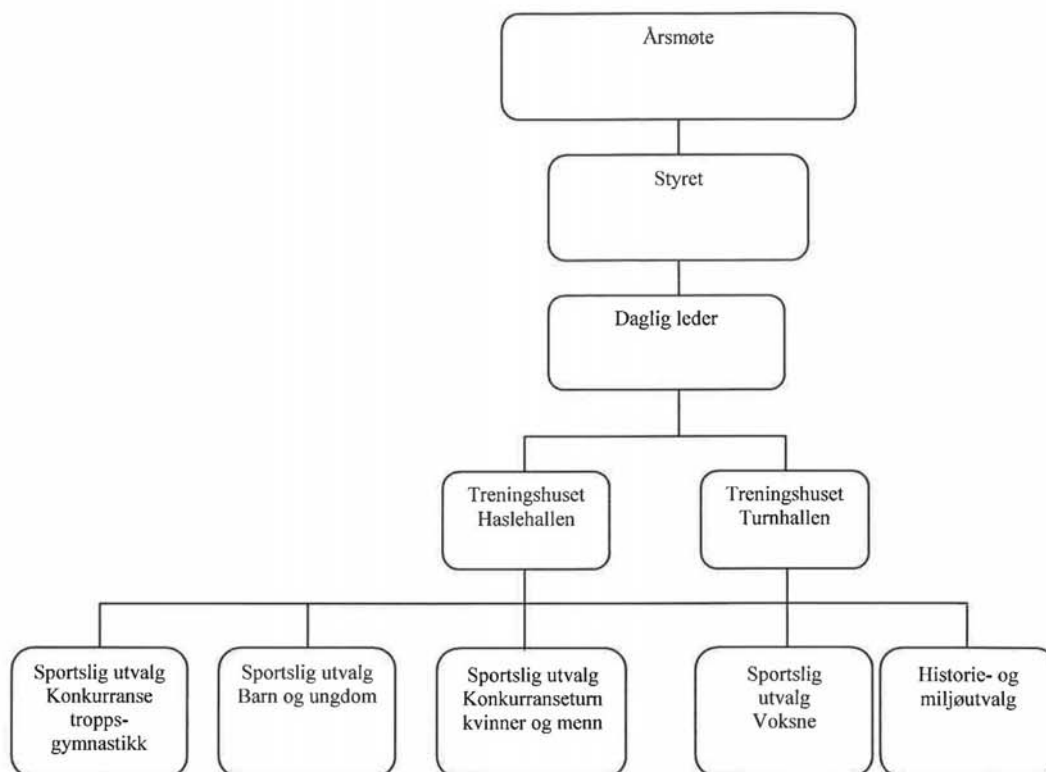 Årsmøte
Styret
Daglig leder
Treningshuset
Haslehallen
Treningshuset
Turnhallen
Sportslig utvalg
Konkurranse
tropps-
gymnastikk
Sportslig utvalg
Barn og ungdom
Sportslig utvalg
Konkurranseturn
kvinner og menn
Sportslig
utvalg
Voksne
Historie- og
miljøutvalg